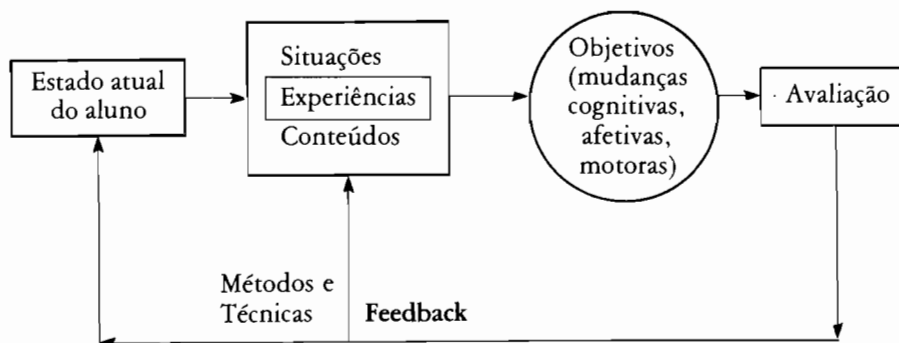 Estado atual
do aluno
Situações
Experiências
Conteúdos
Objetivos
(mudanças
cognitivas,
afetivas,
motoras)
Avaliação
Métodos e
Técnicas
Feedback